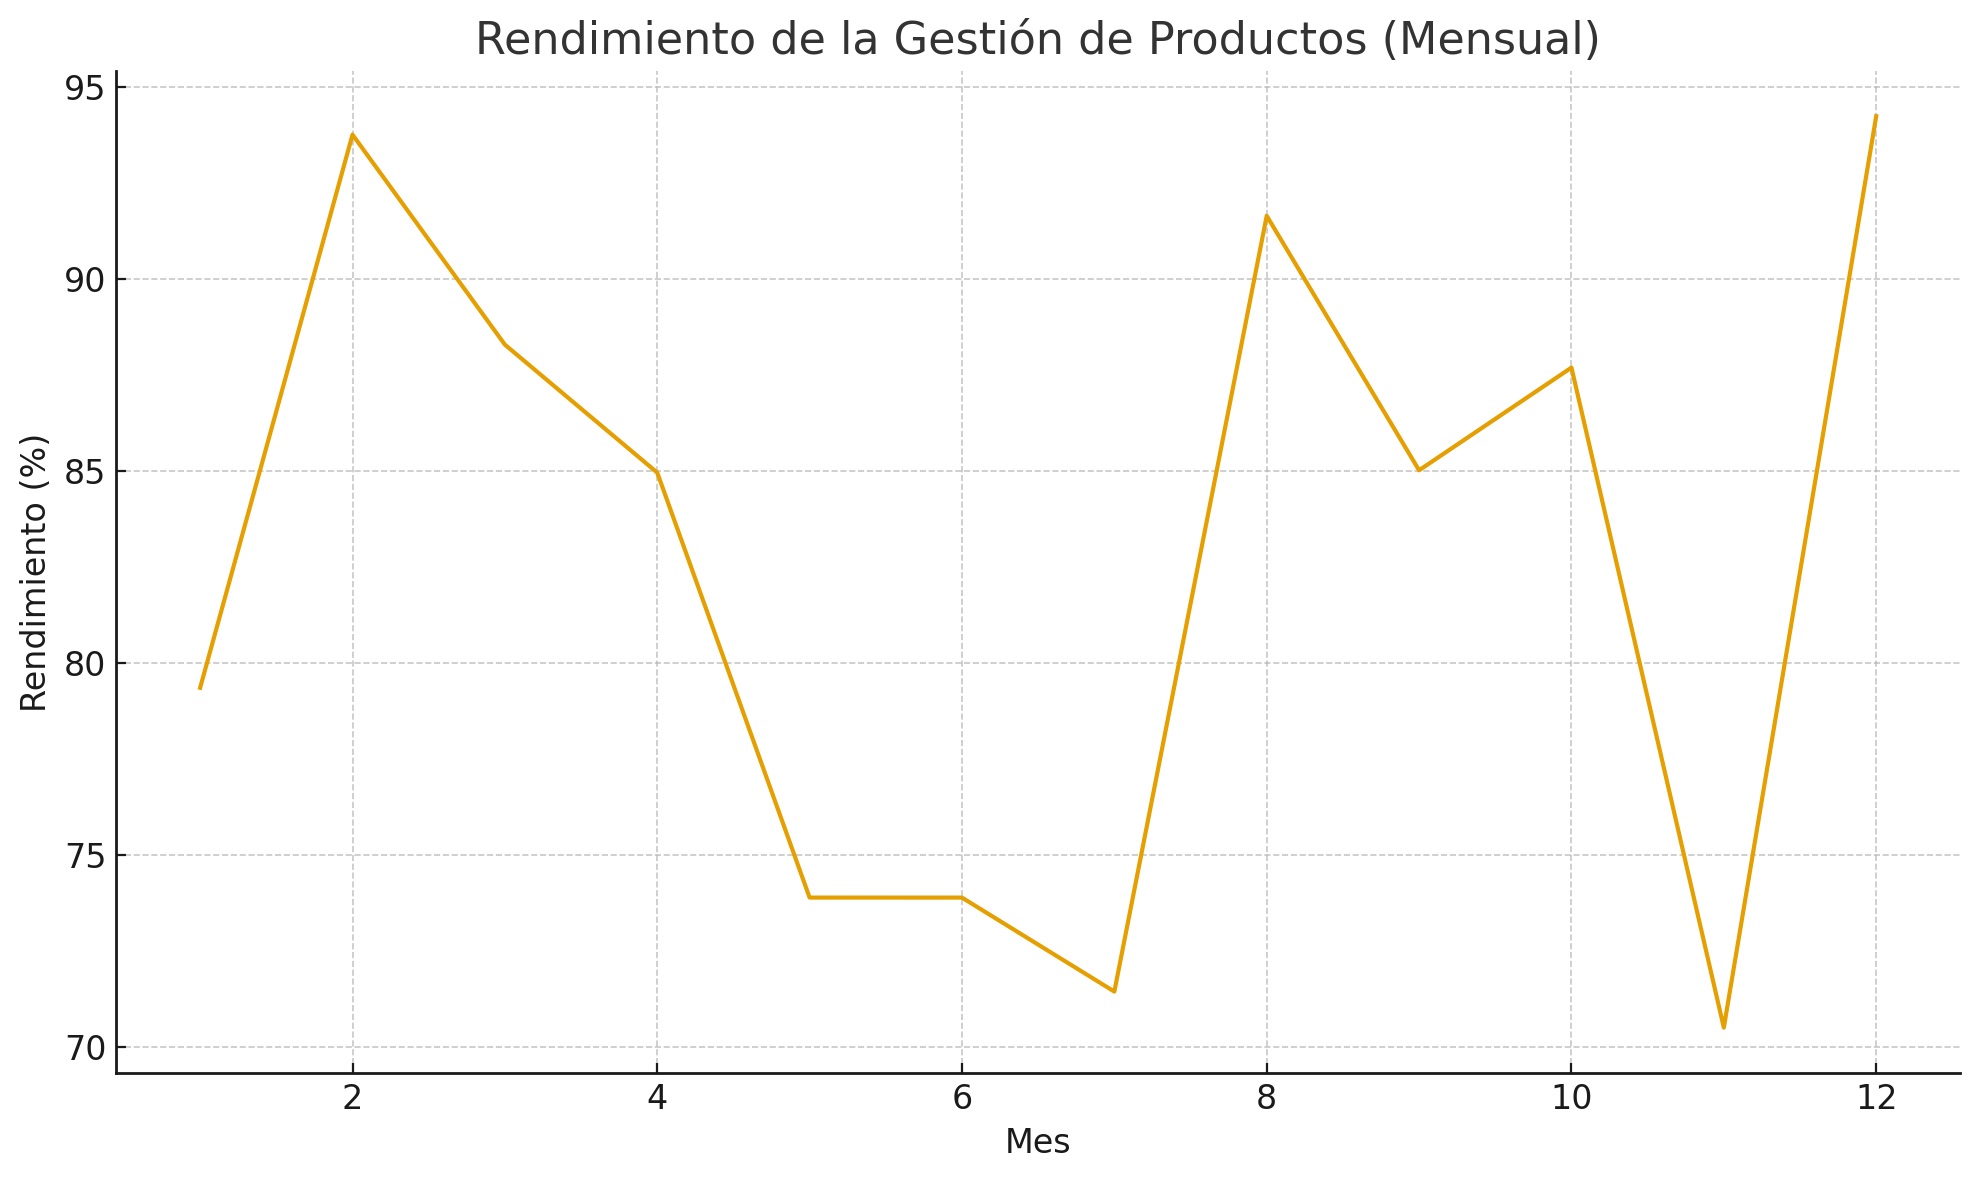 Rendimiento de la Gestión de Productos (Mensual)
95
90
85
80
75
70
Rendimiento (%)
2 4 6 8 10 12
Mes